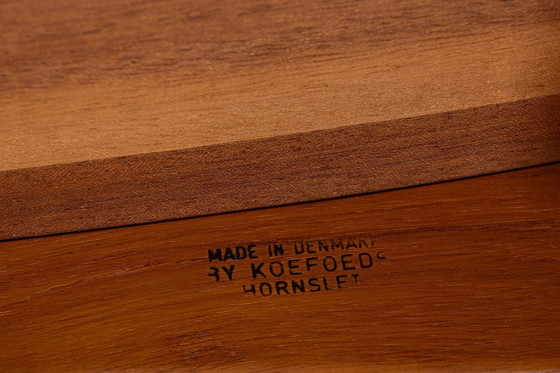 MADE IN DENMARK
BY KOEFOEDS
HORNSLET